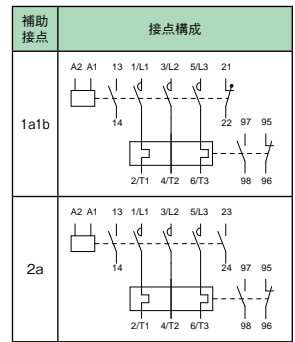 補助
接点
接点構成
1a1b
A2 A1 13 1/L1 3/L2 5/L3 21
14 22 97 95
2/T1 4/T2 6/T3 98 96
2a
A2 A1 13 1/L1 3/L2 5/L3 23
14 24 97 95
2/T1 4/T2 6/T3 98 96